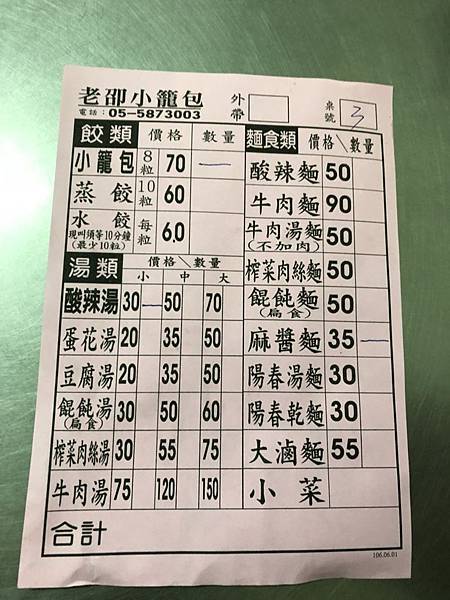 老邵小籠包 外帶 桌號 3
電話：05-5873003
餃類 價格 數量
小籠包 8粒 70 一
蒸餃 10粒 60
水餃 每粒 6.0
現叫須等10分鐘
(最少10粒)
湯類 價格 數量
小 中 大
酸辣湯 30 一 50 70
蛋花湯 20 35 50
豆腐湯 20 35 50
餛飩湯 30 50 60
(扁食)
榨菜肉絲湯 30 55 75
牛肉湯 75 120 150
麵食類 價格 數量
酸辣麵 50
牛肉麵 90
牛肉湯麵 50
(不加肉)
榨菜肉絲麵 50
餛飩麵 50
(扁食)
麻醬麵 35 一
陽春湯麵 30
陽春乾麵 30
大滷麵 55
小菜
合計
106.06.01